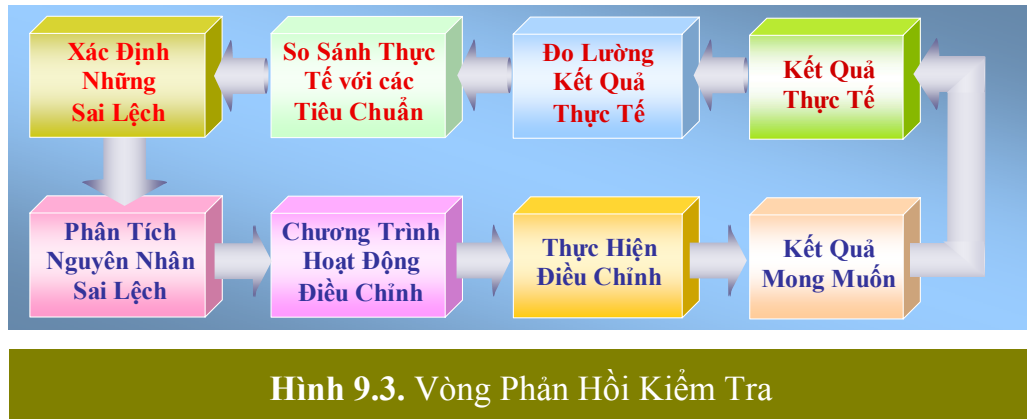 Xác Định
Những
Sai Lệch
So Sánh Thực
Tế với các
Tiêu Chuẩn
Đo Lường
Kết Quả
Thực Tế
Kết Quả
Thực Tế
Phân Tích
Nguyên Nhân
Sai Lệch
Chương Trình
Hoạt Động
Điều Chỉnh
Thực Hiện
Điều Chỉnh
Kết Quả
Mong Muốn
Hình 9.3. Vòng Phản Hồi Kiểm Tra